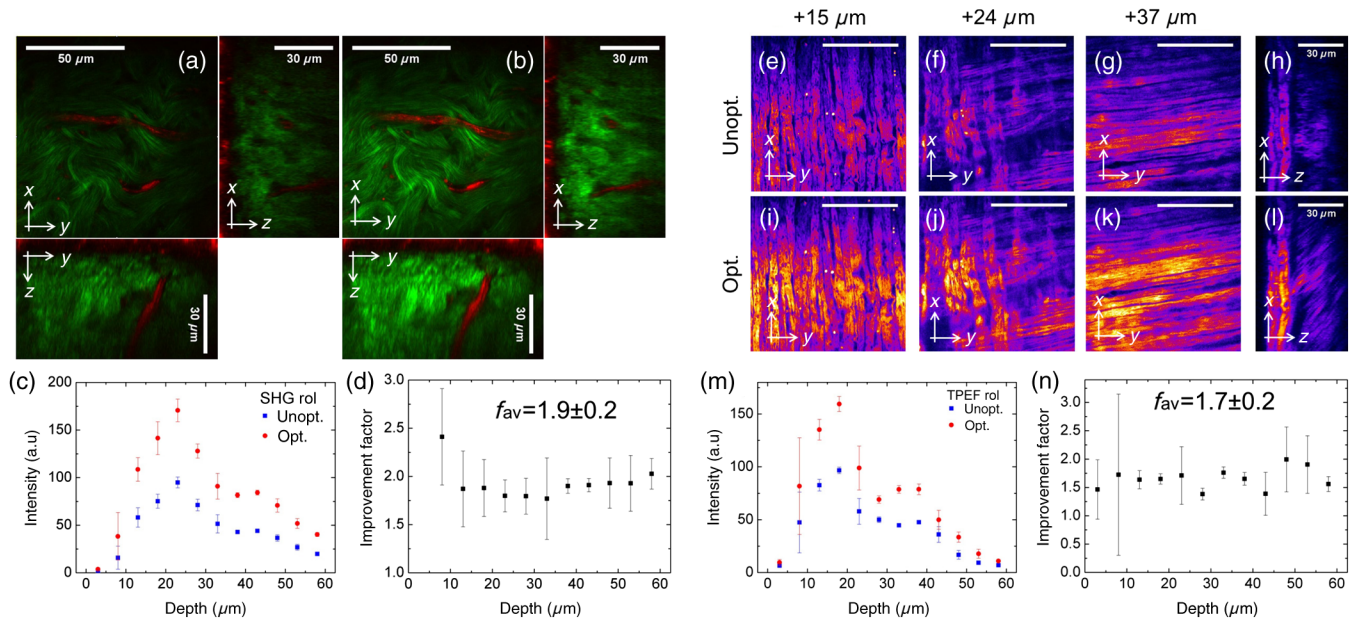 +15 µm
+24 µm
+37 µm
50 µm
(a)
30 µm
x
y
x
z
y
z
30 µm
50 µm
(b)
30 µm
x
y
x
z
y
z
30 µm
Unopt.
(e)
x
y
(f)
x
y
(g)
x
y
(h)
30 µm
x
z
Opt.
(i)
x
y
(j)
x
y
(k)
x
y
(l)
30 µm
x
z
(c)
Intensity (a.u)
200
150
100
50
0
SHG rol
Unopt.
Opt.
0 10 20 30 40 50 60
Depth (µm)
(d)
Improvement factor
3.0
2.5
2.0
1.5
1.0
fav=1.9±0.2
0 10 20 30 40 50 60
Depth (µm)
(m)
Intensity (a.u)
150
100
50
0
TPEF rol
Unopt.
Opt.
0 10 20 30 40 50 60
Depth (µm)
(n)
Improvement factor
3.0
2.5
2.0
1.5
1.0
0.5
0.0
fav=1.7±0.2
0 10 20 30 40 50 60
Depth (µm)